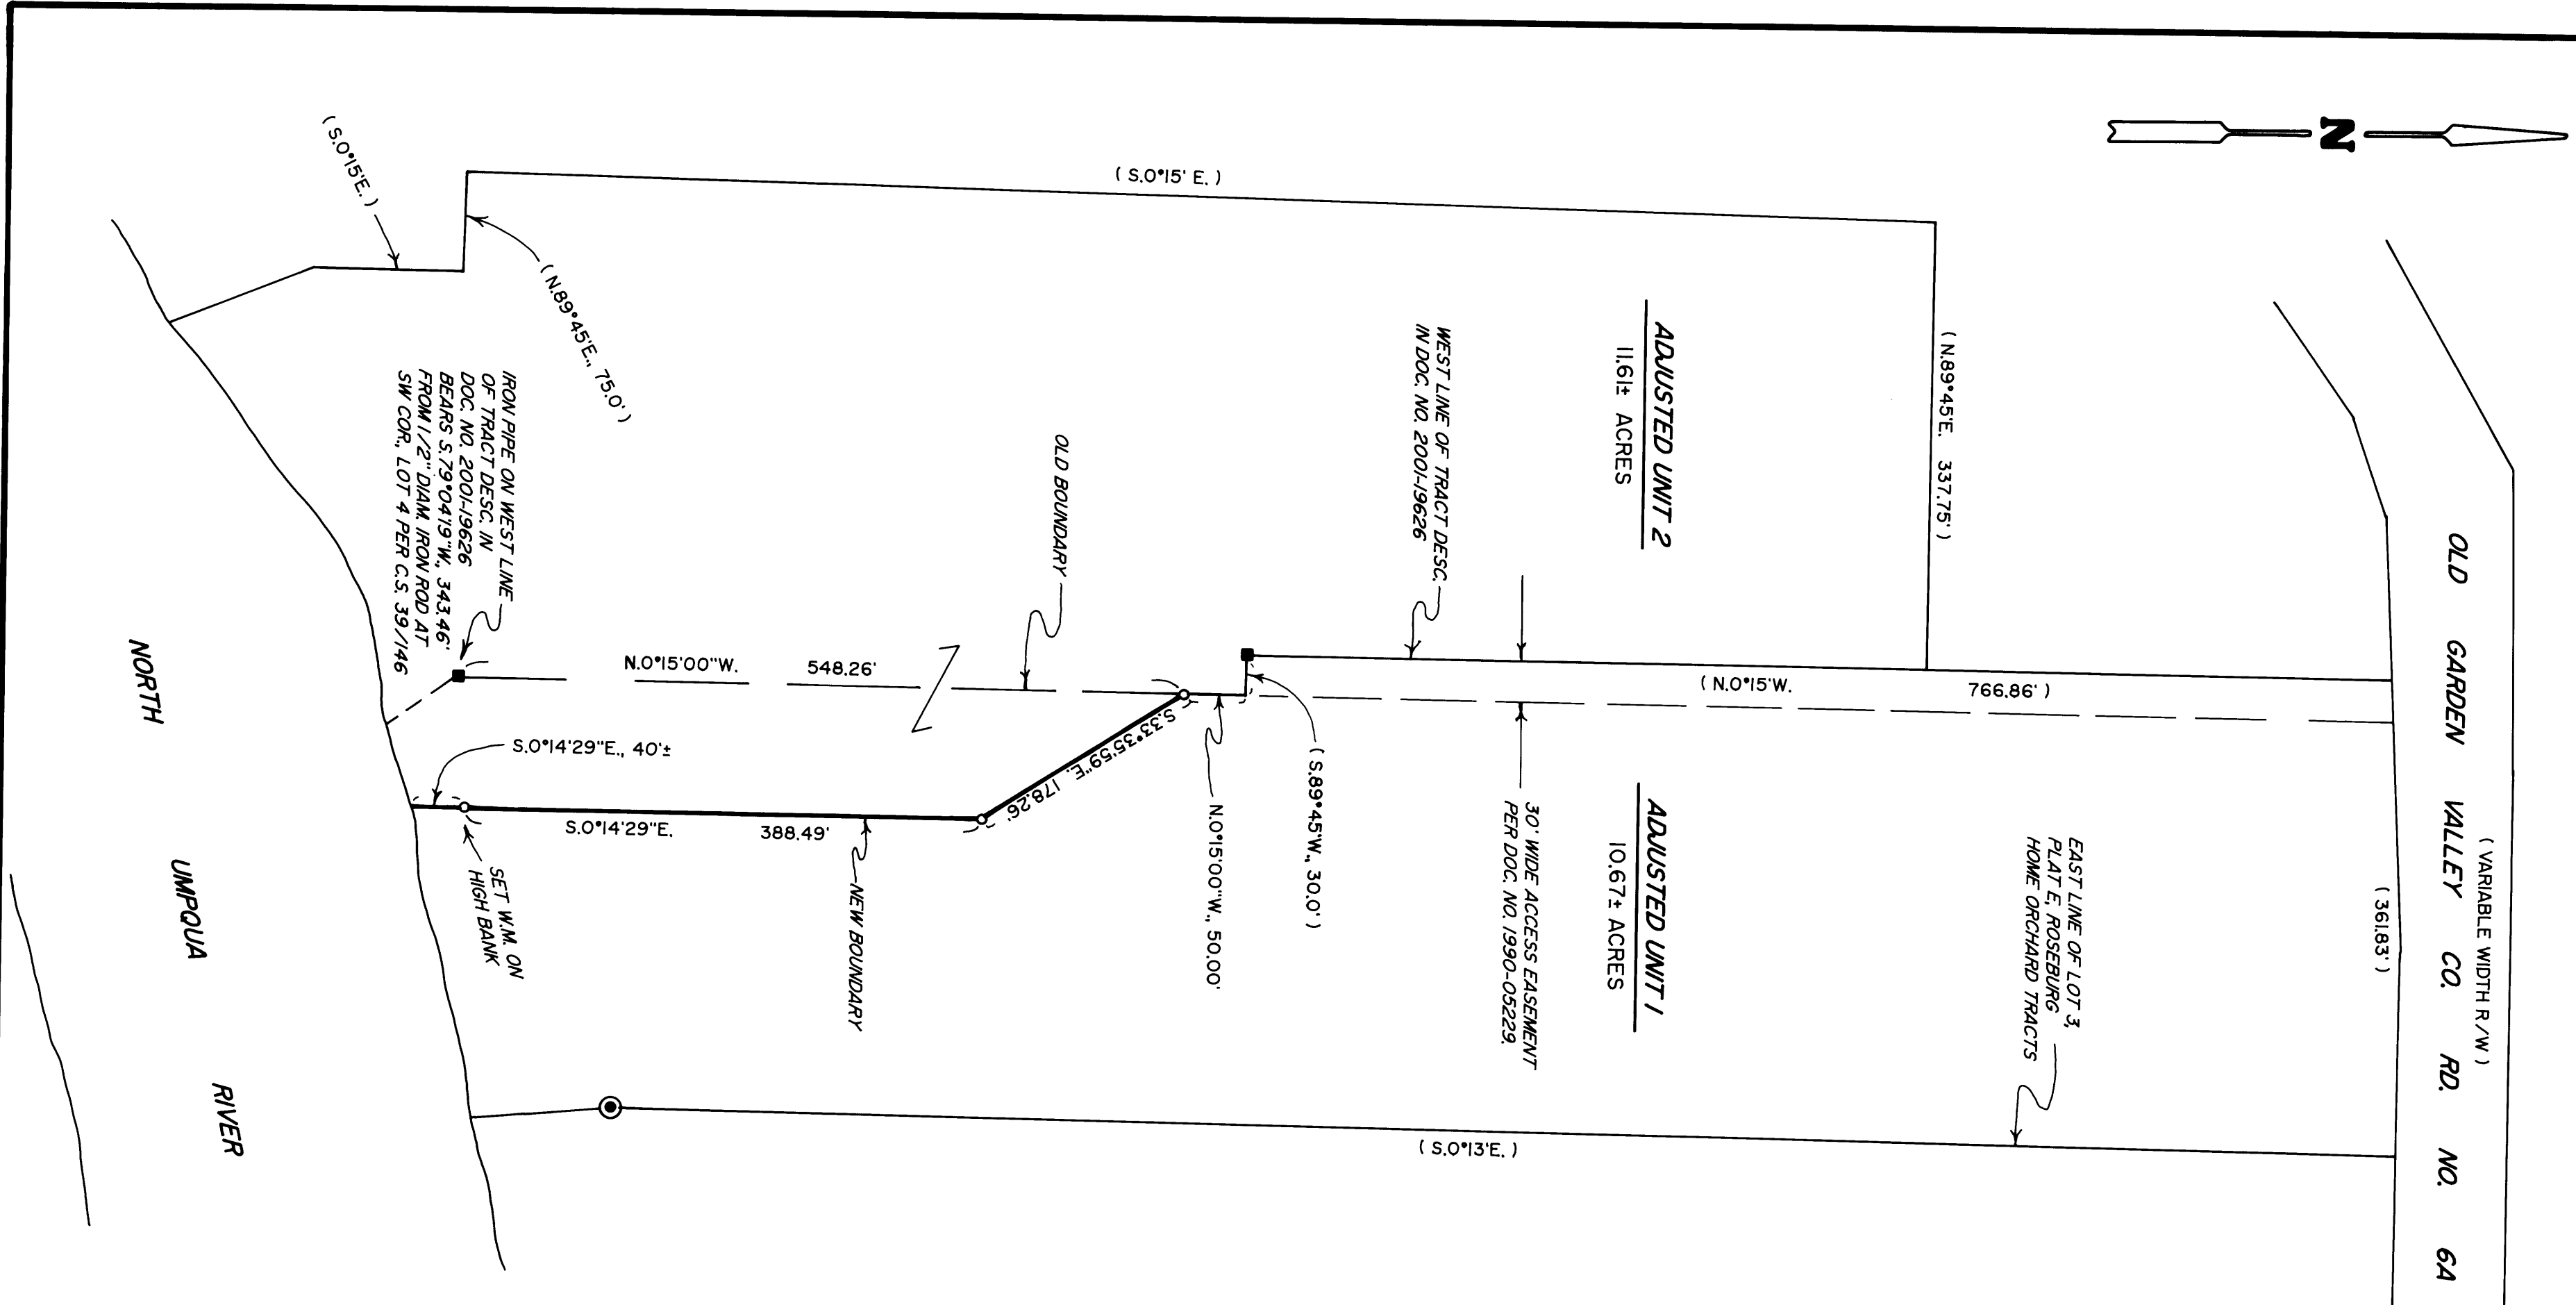 N
OLD GARDEN VALLEY CO. RD. NO. 6A
( VARIABLE WIDTH R/W )
( 361.83' )
( N.89°45'E. 337.75' )
EAST LINE OF LOT 3,
PLAT E, ROSEBURG
HOME ORCHARD TRACTS
( N.0°15'W. 766.86' )
ADJUSTED UNIT 2
11.61± ACRES
ADJUSTED UNIT 1
10.67± ACRES
WEST LINE OF TRACT DESC.
IN DOC. NO. 2001-19626
30' WIDE ACCESS EASEMENT
PER DOC. NO. 1990-05229.
( S.0°13'E. )
( S.89°45'W., 30.0' )
N.0°15'00"W., 50.00'
( S.0°15' E. )
S.33°35'59"E. 178.26'
OLD BOUNDARY
NEW BOUNDARY
N.0°15'00"W. 548.26'
S.0°14'29"E. 388.49'
S.0°14'29"E., 40'±
SET W.M. ON
HIGH BANK
( N.89°45'E., 75.0' )
( S.0°15'E. )
IRON PIPE ON WEST LINE
OF TRACT DESC. IN
DOC. NO. 2001-19626
BEARS S.79°04'19"W., 343.46'
FROM 1/2" DIAM. IRON ROD AT
SW COR., LOT 4 PER C.S. 39/146
NORTH UMPQUA RIVER